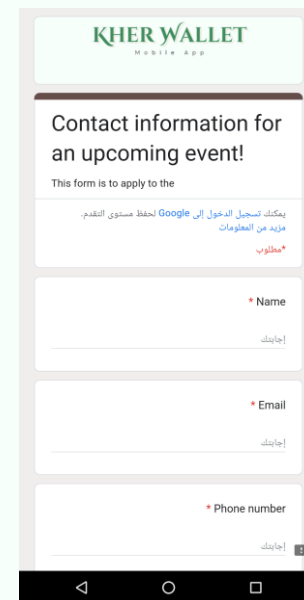 KHER WALLET
Mobile App
Contact information for
an upcoming event!
This form is to apply to the
يمكنك تسجيل الدخول إلى Google لحفظ مستوى التقدم.
مزيد من المعلومات
*مطلوب
Name *
إجابتك
Email *
إجابتك
Phone number *
إجابتك